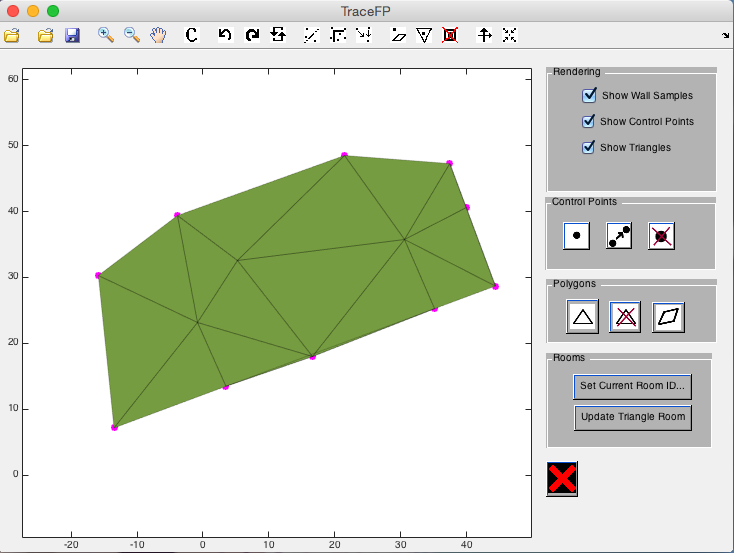 TraceFP
C
60
50
40
30
20
10
0
-20
-10
0
10
20
30
40
Rendering
Show Wall Samples
Show Control Points
Show Triangles
Control Points
Polygons
Rooms
Set Current Room ID...
Update Triangle Room